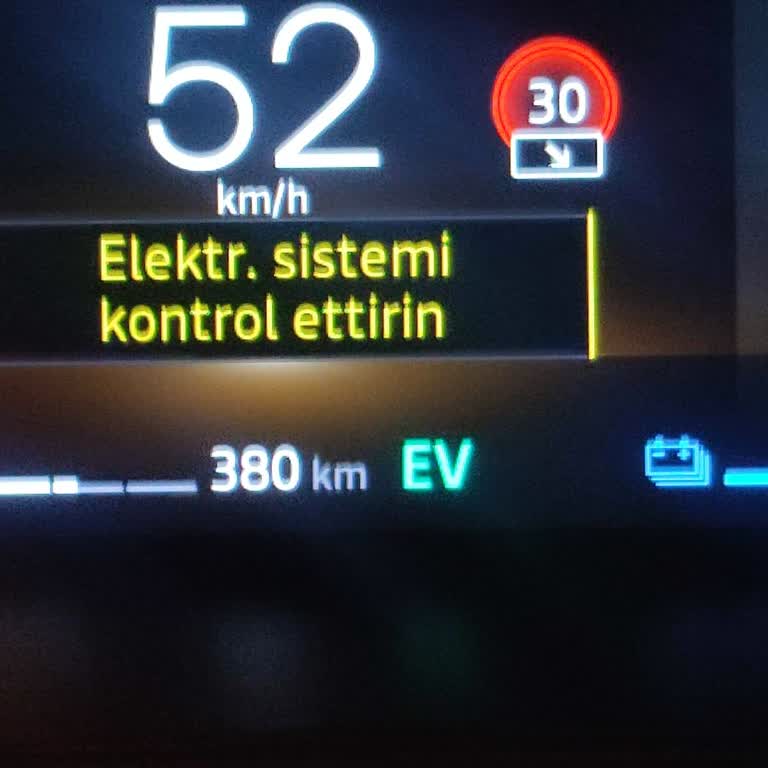 52
30
km/h
Elektr. sistemi
kontrol ettirin
380 km EV